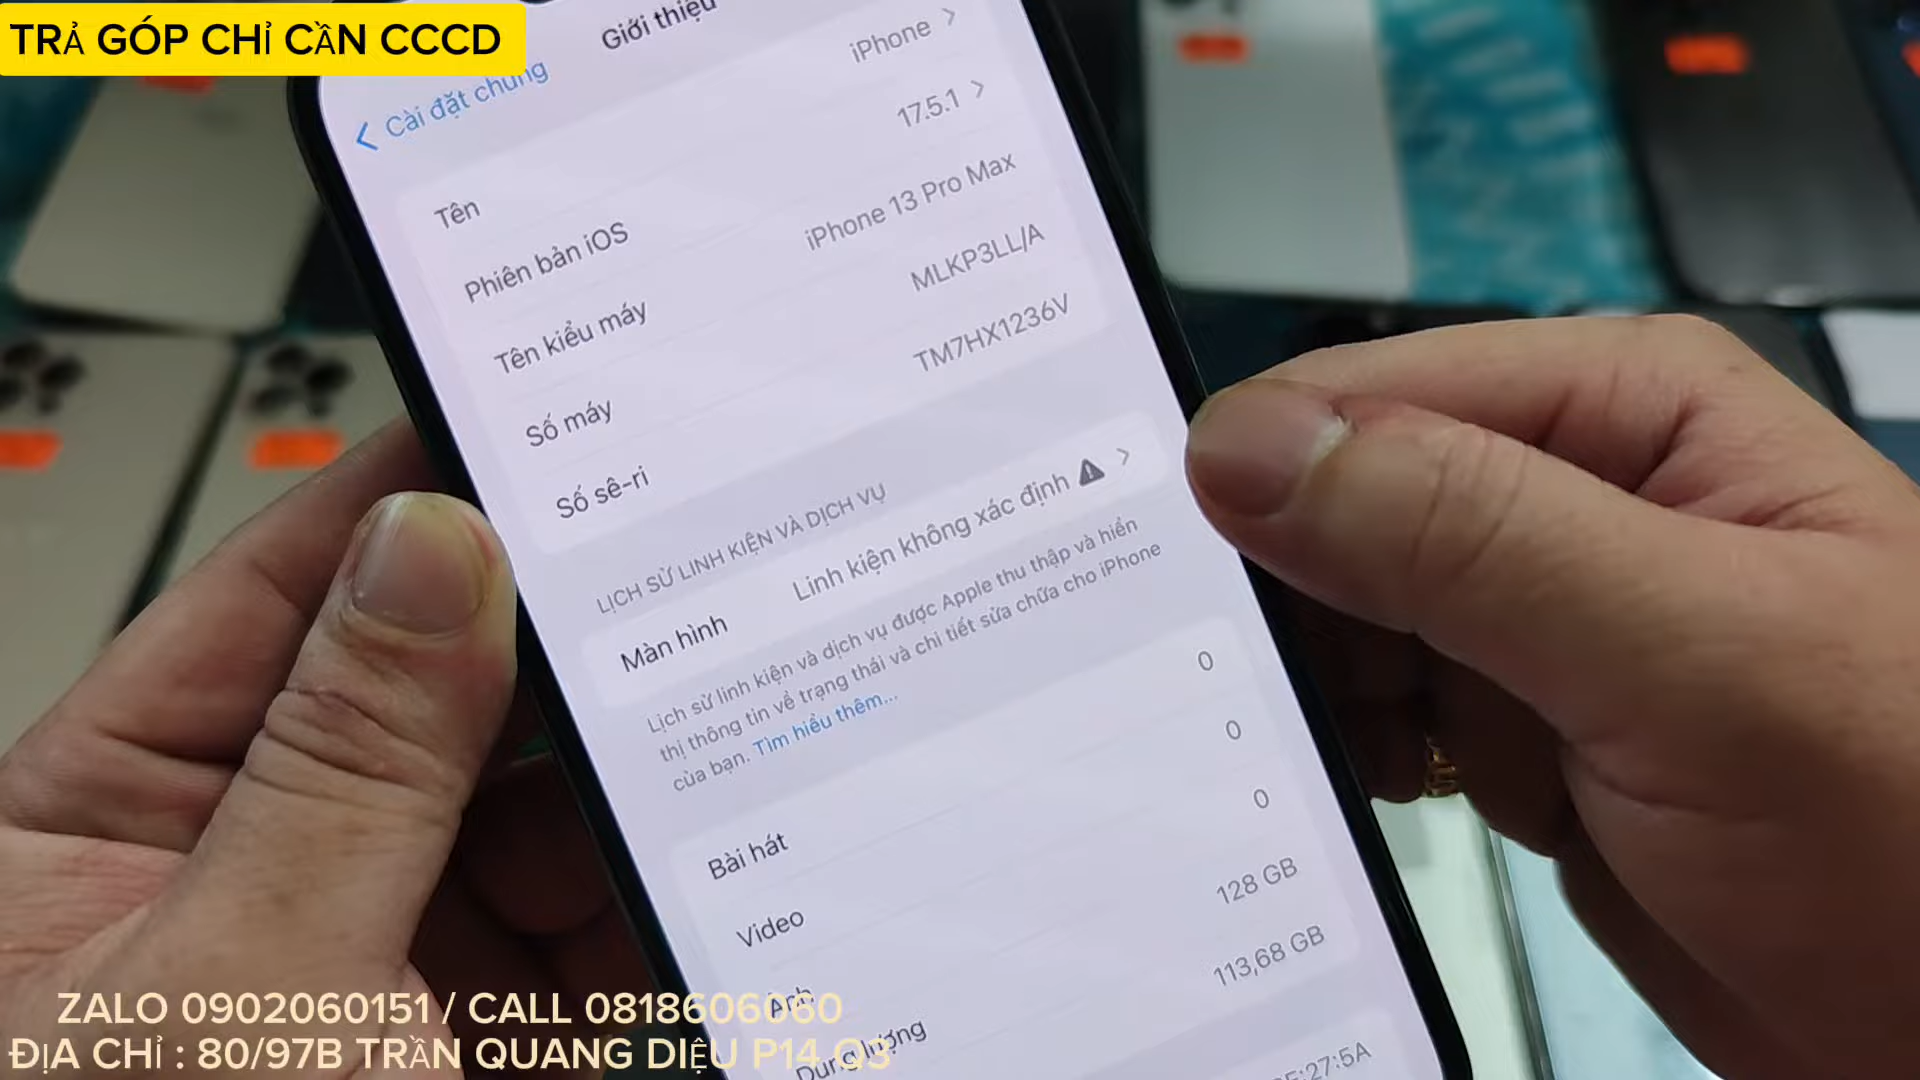 TRẢ GÓP CHỈ CẦN CCCD
Giới thiệu
Cài đặt chung
Tên iPhone
Phiên bản iOS 17.5.1
Tên kiểu máy iPhone 13 Pro Max
Số máy MLKP3LL/A
Số sê-ri TM7HX1236V
LỊCH SỬ LINH KIỆN VÀ DỊCH VỤ
Màn hình Linh kiện không xác định
Lịch sử linh kiện và dịch vụ được Apple thu thập và hiển
thị thông tin về trạng thái và chi tiết sửa chữa cho iPhone
của bạn. Tìm hiểu thêm...
Bài hát 0
Video 0
Ảnh 0
Dung lượng 128 GB
113,68 GB
:27:5A
ZALO 0902060151 / CALL 0818606060
ĐỊA CHỈ : 80/97B TRẦN QUANG DIỆU P14 Q3